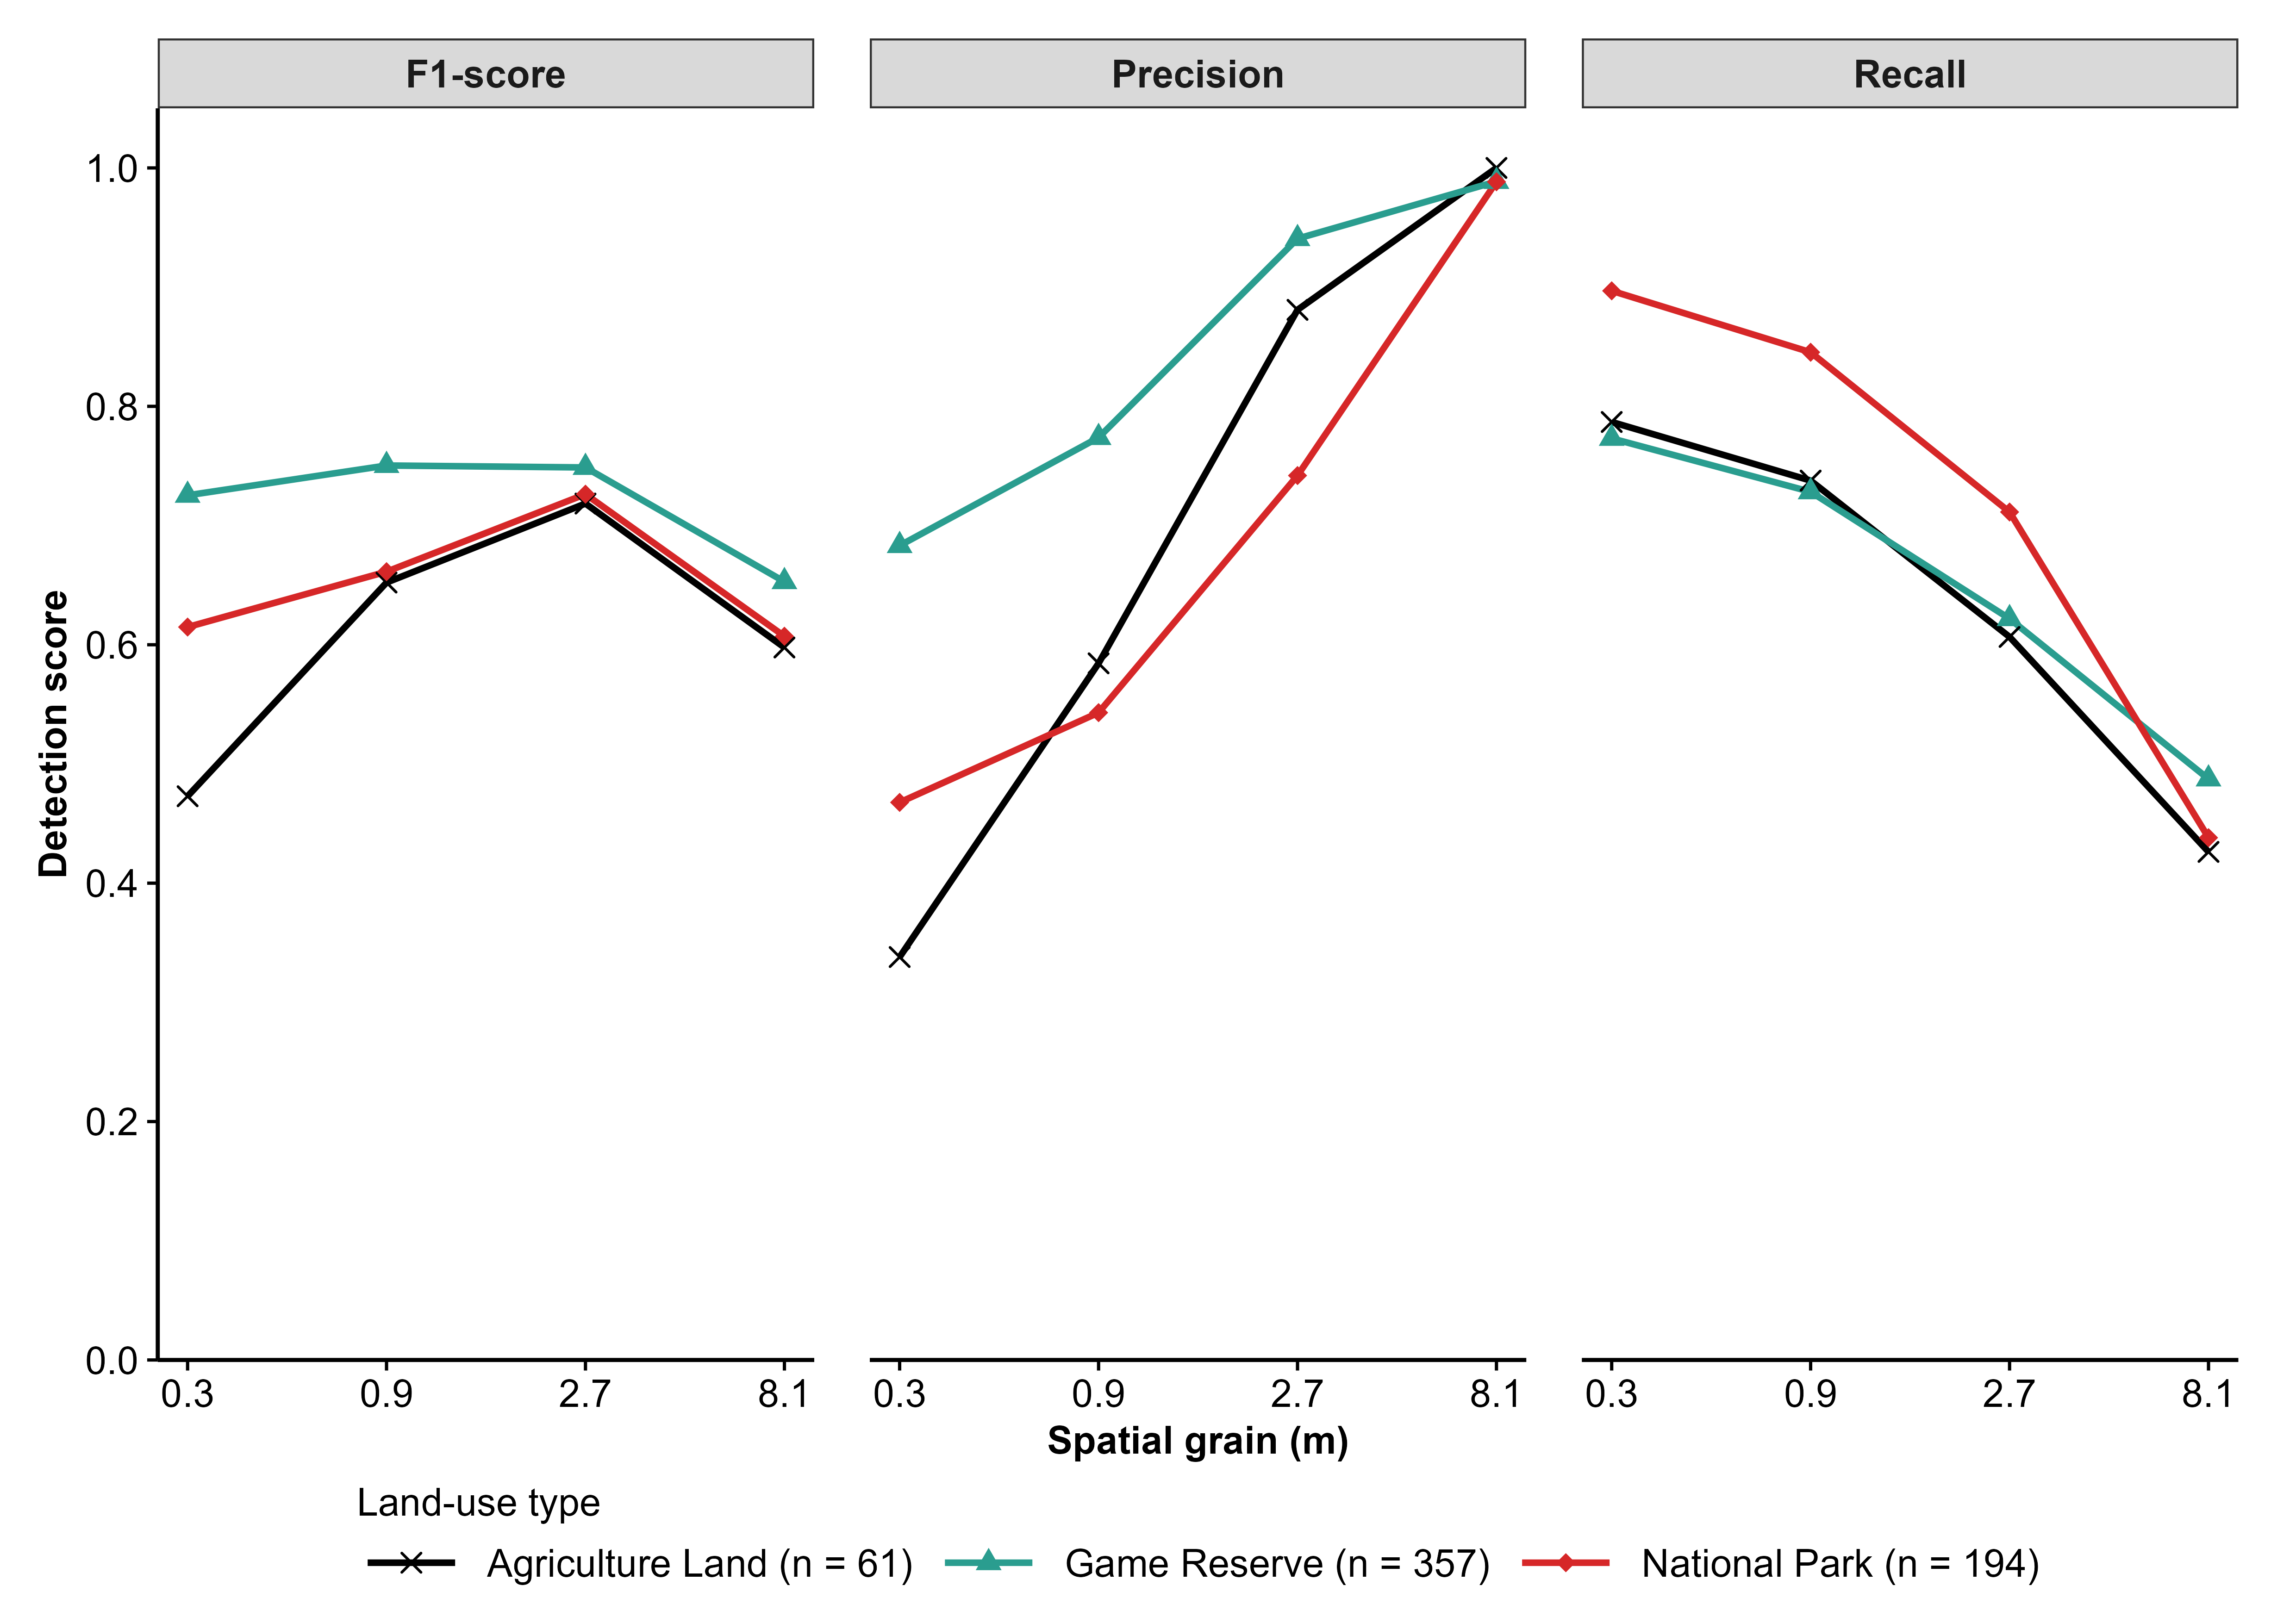 F1-score Precision Recall
Detection score
1.0
0.8
0.6
0.4
0.2
0.0
0.3 0.9 2.7 8.1 0.3 0.9 2.7 8.1 0.3 0.9 2.7 8.1
Spatial grain (m)
Land-use type
Agriculture Land (n = 61) Game Reserve (n = 357) National Park (n = 194)